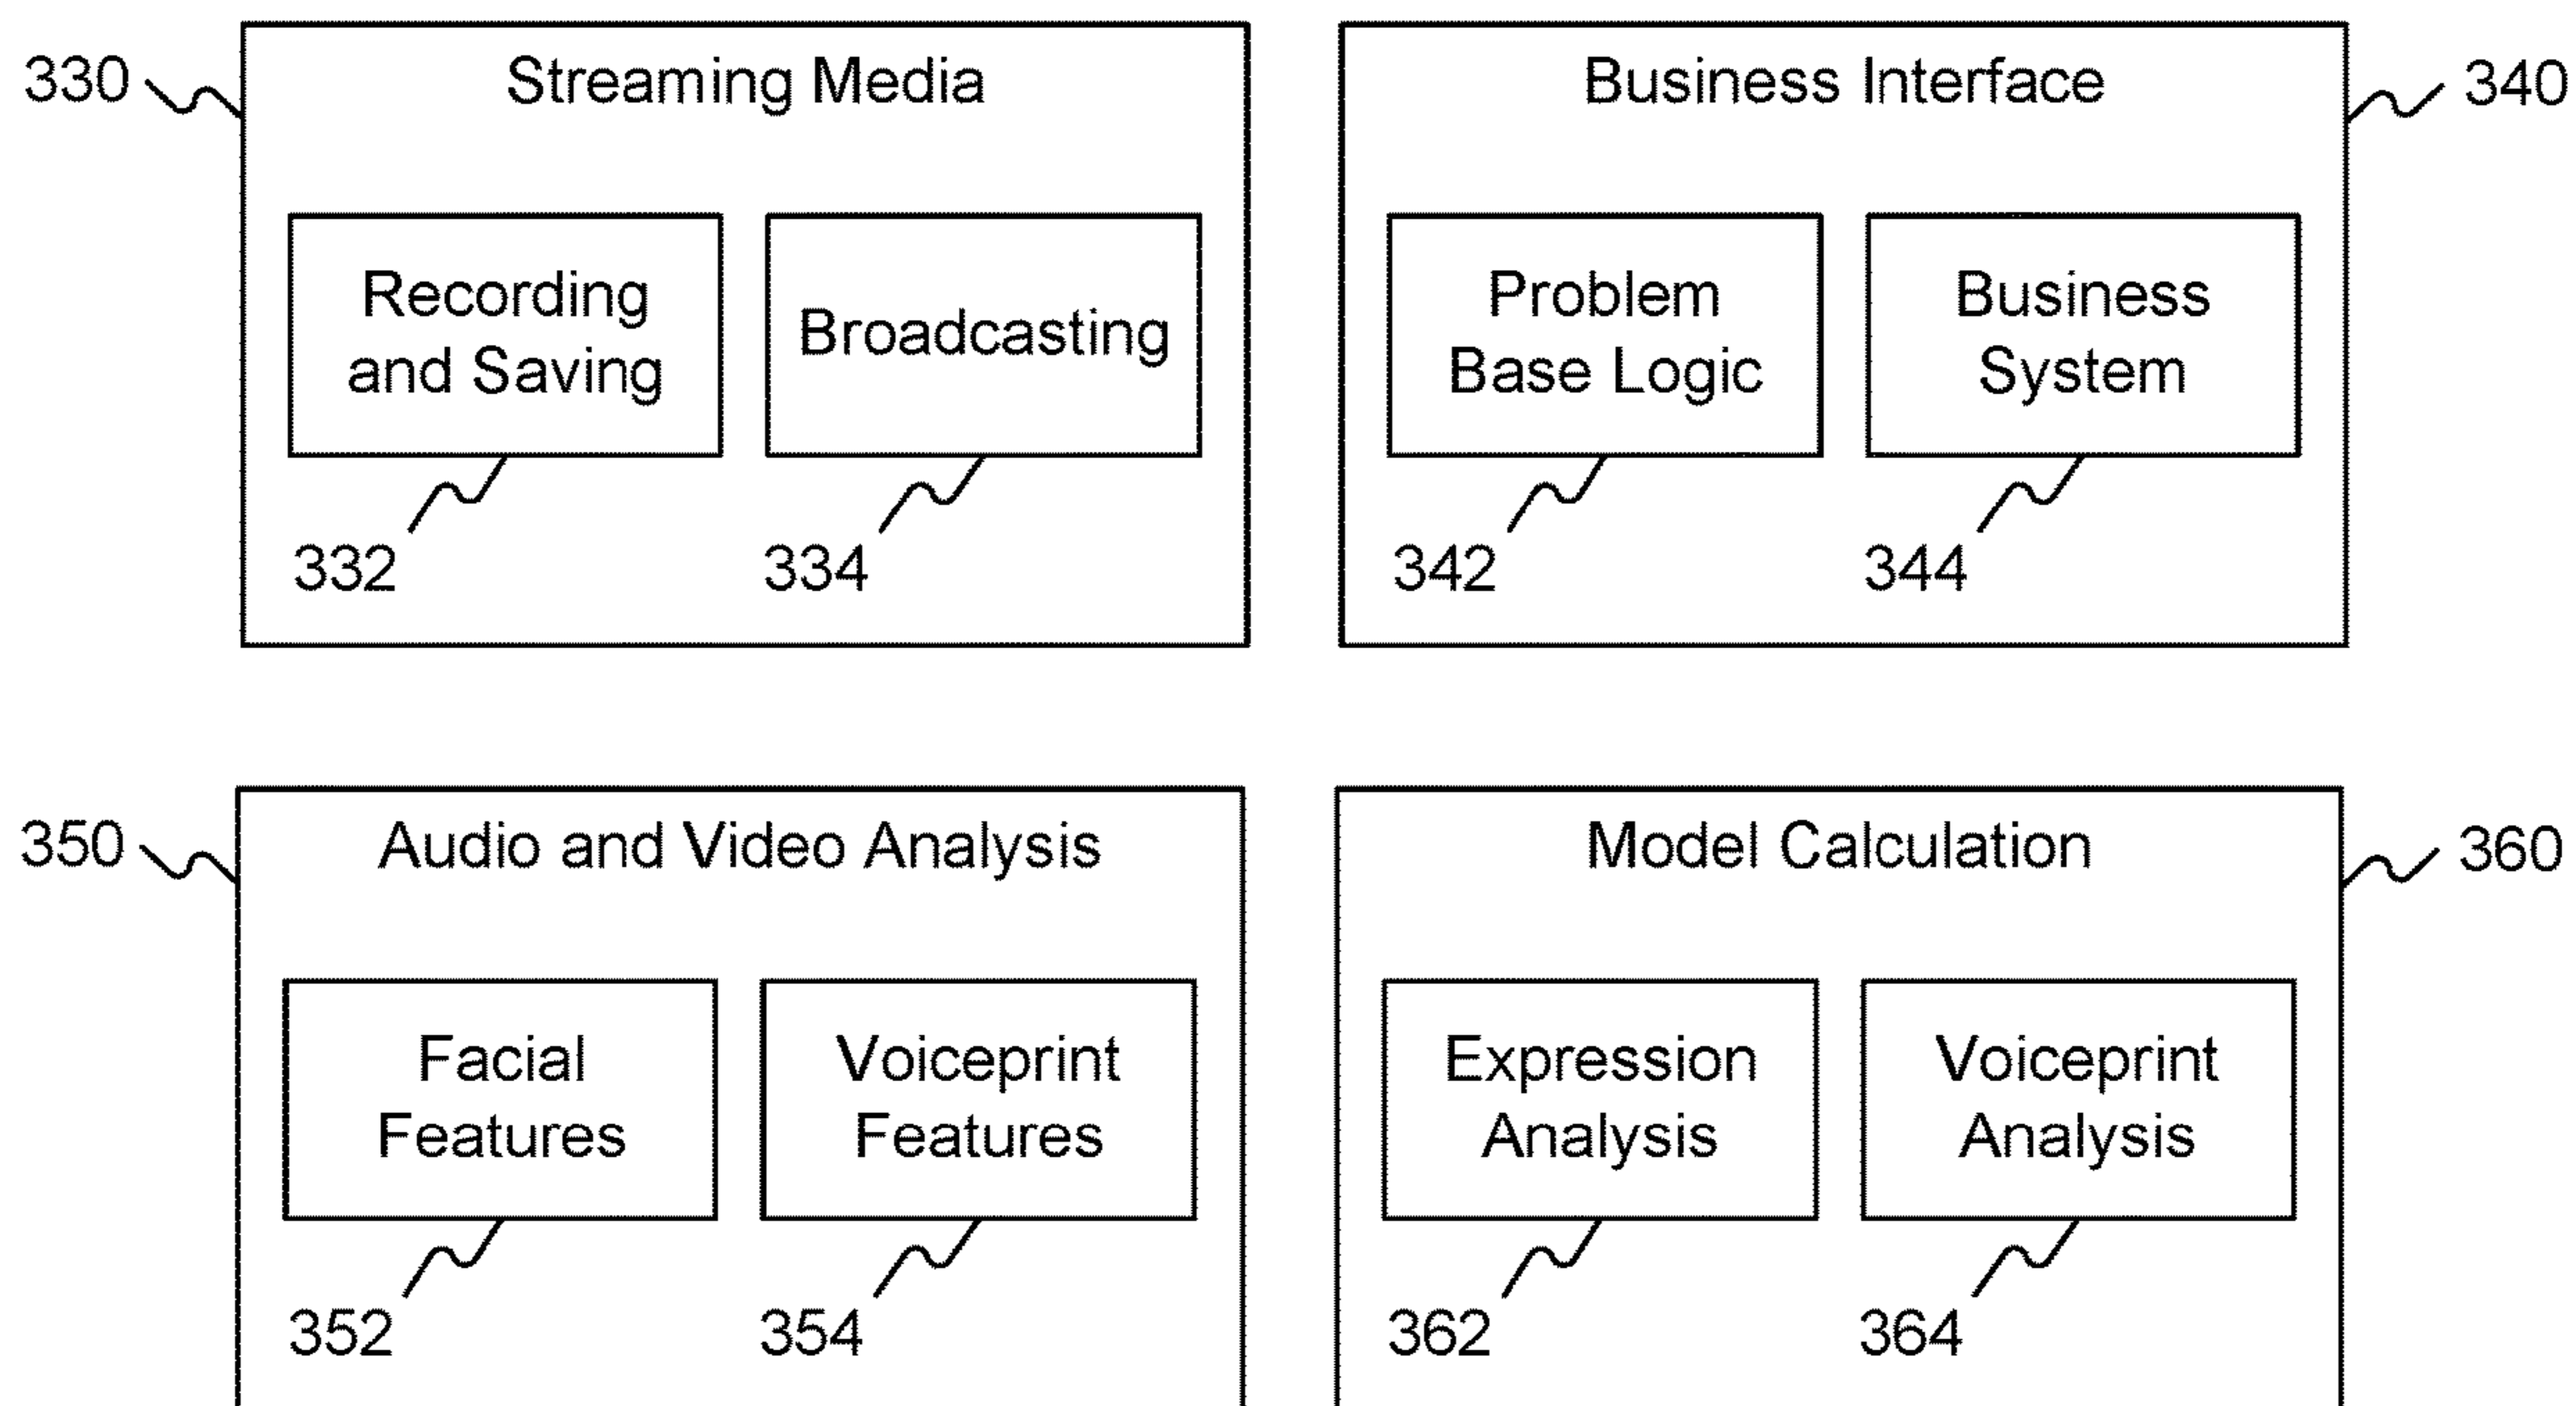 330
Streaming Media
Recording
and Saving
Broadcasting
332
334
Business Interface
340
Problem
Base Logic
Business
System
342
344
350
Audio and Video Analysis
Facial
Features
Voiceprint
Features
352
354
Model Calculation
360
Expression
Analysis
Voiceprint
Analysis
362
364